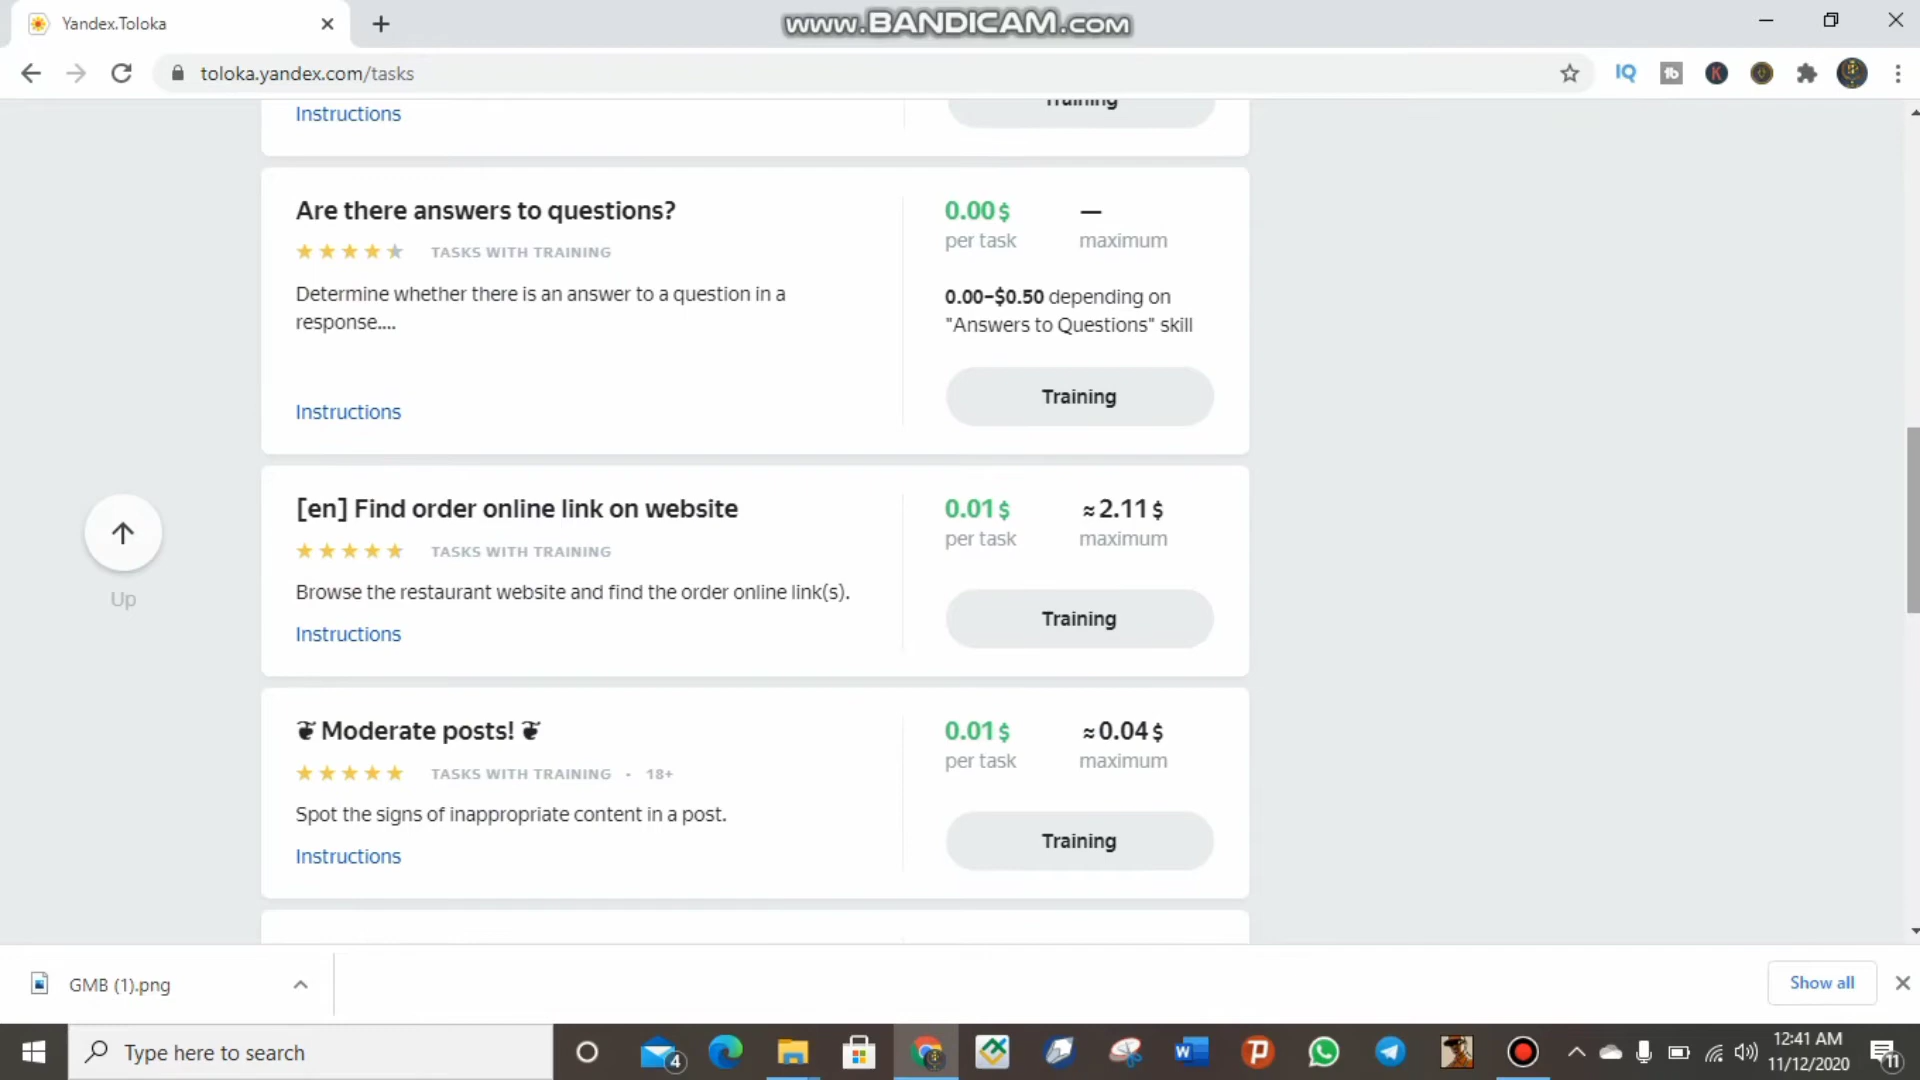 Yandex.Toloka
www.BANDICAM.com
toloka.yandex.com/tasks
IQ
tb
K
Instructions
Training
Are there answers to questions?
0.00$
—
TASKS WITH TRAINING
per task
maximum
Determine whether there is an answer to a question in a
response....
0.00–$0.50 depending on
"Answers to Questions" skill
Training
Instructions
[en] Find order online link on website
0.01$
≈2.11$
TASKS WITH TRAINING
per task
maximum
Browse the restaurant website and find the order online link(s).
Training
Instructions
Up
❦ Moderate posts! ❦
0.01$
≈0.04$
TASKS WITH TRAINING • 18+
per task
maximum
Spot the signs of inappropriate content in a post.
Training
Instructions
GMB (1).png
Show all
Type here to search
4
12:41 AM
11/12/2020
11